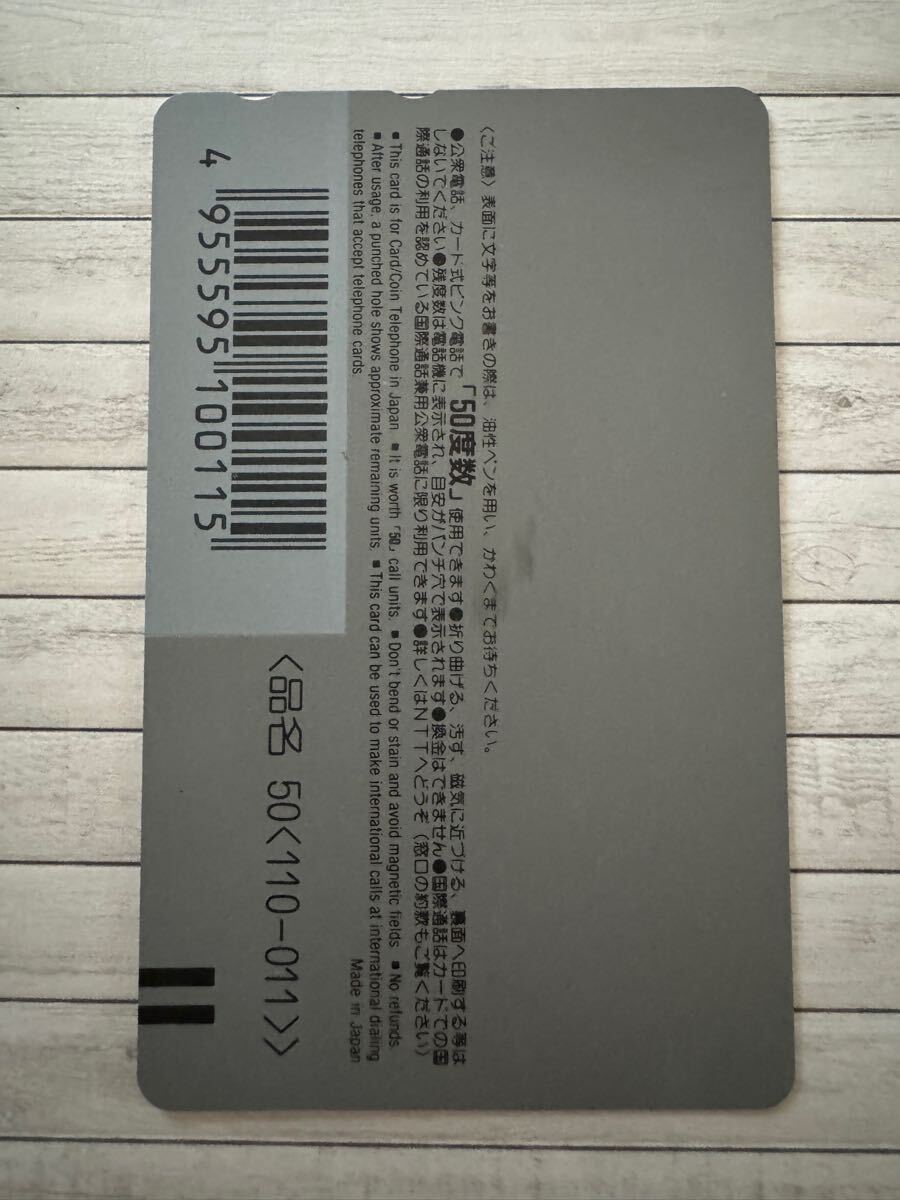 〈ご注意〉表面に文字等をお書きの際は、油性ペンを用い、かわくまでお待ちください。
●公衆電話、カード式ピンク電話で「50度数」使用できます●折り曲げる、汚す、磁気に近づける、裏面へ印刷する等は
しないでください●残度数は電話機に表示され、目安がパンチ穴で表示されます●換金はできません●国際通話はカードでの国
際通話の利用を認めている国際通話兼用公衆電話に限り利用できます●詳しくはNTTへどうぞ（窓口の約款もご覧ください）
■ This card is for Card/Coin Telephone in Japan. ■ It is worth「50」call units. ■ Don't bend or stain and avoid magnetic fields. ■ No refunds.
■ After usage, a punched hole shows approximate remaining units. ■ This card can be used to make international calls at international dialing
telephones that accept telephone cards.
Made in Japan
4 955595 100115
〈品名 50〈110-011〉〉